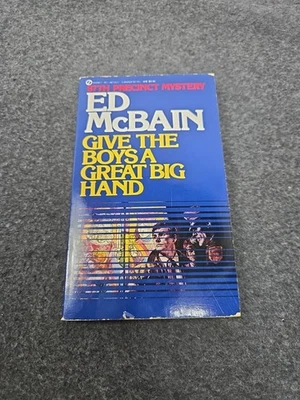 87TH PRECINCT MYSTERY
ED
McBAIN
GIVE THE
BOYS A
GREAT BIG
HAND